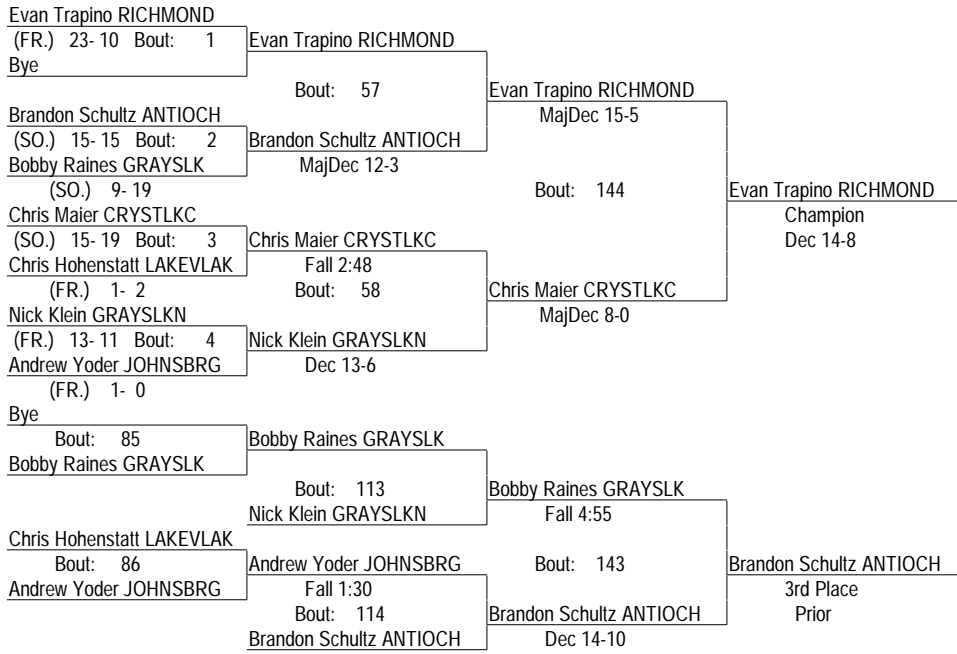 Evan Trapino RICHMOND
(FR.) 23- 10 Bout: 1 Evan Trapino RICHMOND
Bye
Bout: 57 Evan Trapino RICHMOND
Brandon Schultz ANTIOCH MajDec 15-5
(SO.) 15- 15 Bout: 2 Brandon Schultz ANTIOCH
Bobby Raines GRAYSLK MajDec 12-3
(SO.) 9- 19 Bout: 144 Evan Trapino RICHMOND
Chris Maier CRYSTLKC Champion
(SO.) 15- 19 Bout: 3 Chris Maier CRYSTLKC Dec 14-8
Chris Hohenstatt LAKEVLAK Fall 2:48
(FR.) 1- 2 Bout: 58 Chris Maier CRYSTLKC
Nick Klein GRAYSLKN MajDec 8-0
(FR.) 13- 11 Bout: 4 Nick Klein GRAYSLKN
Andrew Yoder JOHNSBRG Dec 13-6
(FR.) 1- 0
Bye
Bout: 85 Bobby Raines GRAYSLK
Bobby Raines GRAYSLK
Bout: 113 Bobby Raines GRAYSLK
Nick Klein GRAYSLKN Fall 4:55
Chris Hohenstatt LAKEVLAK
Bout: 86 Andrew Yoder JOHNSBRG Bout: 143 Brandon Schultz ANTIOCH
Andrew Yoder JOHNSBRG Fall 1:30 3rd Place
Bout: 114 Brandon Schultz ANTIOCH Prior
Brandon Schultz ANTIOCH Dec 14-10